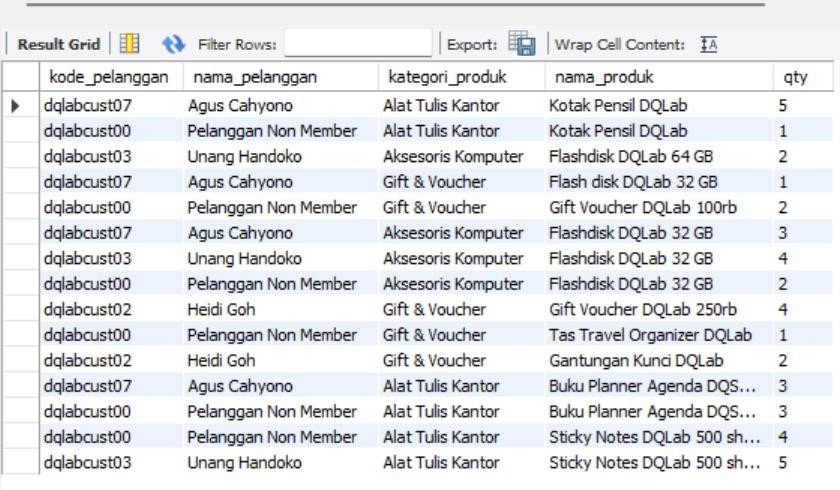 Result Grid Filter Rows: Export: Wrap Cell Content: IA
kode_pelanggan nama_pelanggan kategori_produk nama_produk qty
dqlabcust07 Agus Cahyono Alat Tulis Kantor Kotak Pensil DQLab 5
dqlabcust00 Pelanggan Non Member Alat Tulis Kantor Kotak Pensil DQLab 1
dqlabcust03 Unang Handoko Aksesoris Komputer Flashdisk DQLab 64 GB 2
dqlabcust07 Agus Cahyono Gift & Voucher Flash disk DQLab 32 GB 1
dqlabcust00 Pelanggan Non Member Gift & Voucher Gift Voucher DQLab 100rb 2
dqlabcust07 Agus Cahyono Aksesoris Komputer Flashdisk DQLab 32 GB 3
dqlabcust03 Unang Handoko Aksesoris Komputer Flashdisk DQLab 32 GB 4
dqlabcust00 Pelanggan Non Member Aksesoris Komputer Flashdisk DQLab 32 GB 2
dqlabcust02 Heidi Goh Gift & Voucher Gift Voucher DQLab 250rb 4
dqlabcust00 Pelanggan Non Member Gift & Voucher Tas Travel Organizer DQLab 1
dqlabcust02 Heidi Goh Gift & Voucher Gantungan Kunci DQLab 2
dqlabcust07 Agus Cahyono Alat Tulis Kantor Buku Planner Agenda DQS... 3
dqlabcust00 Pelanggan Non Member Alat Tulis Kantor Buku Planner Agenda DQS... 3
dqlabcust00 Pelanggan Non Member Alat Tulis Kantor Sticky Notes DQLab 500 sh... 4
dqlabcust03 Unang Handoko Alat Tulis Kantor Sticky Notes DQLab 500 sh... 5